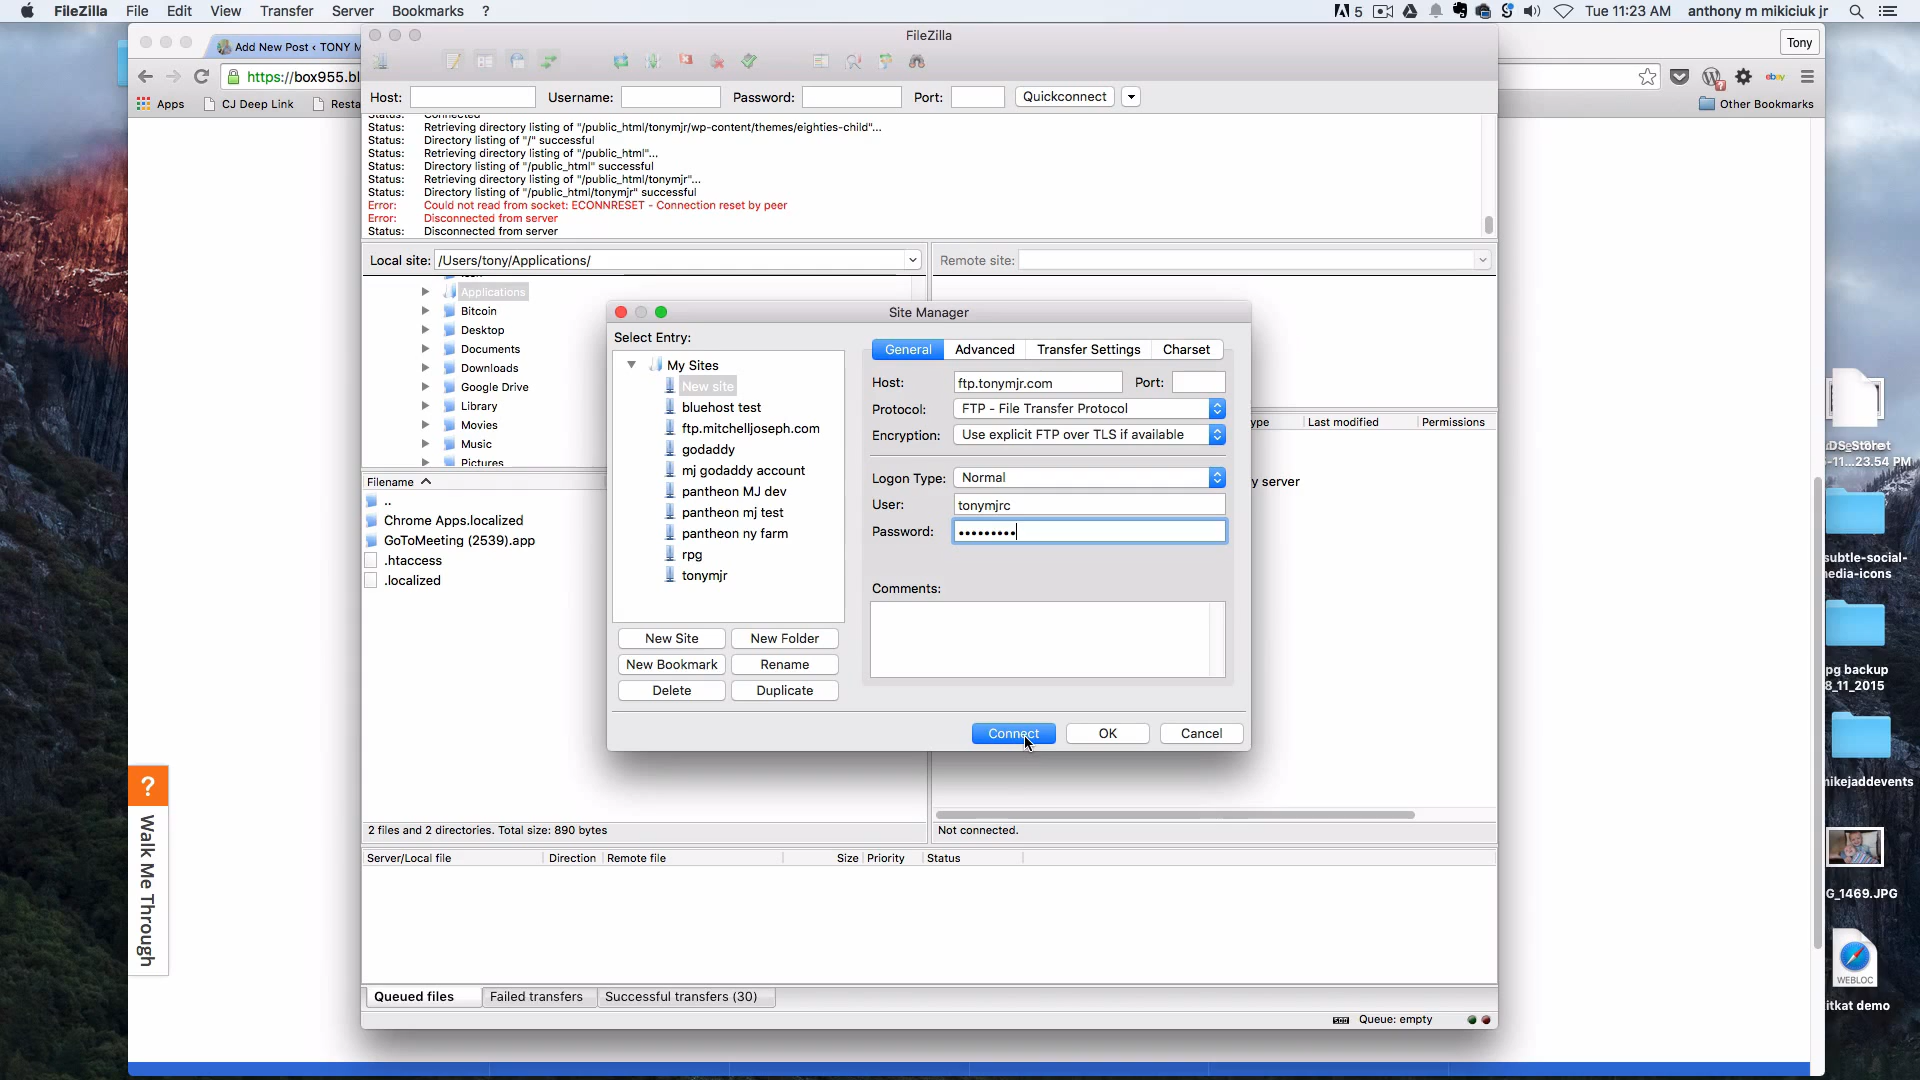 FileZilla File Edit View Transfer Server Bookmarks ?
5 Tue 11:23 AM anthony m mikiciuk jr
Add New Post ‹ TONY M
FileZilla
Tony
https://box955.bl
Host: Username: Password: Port: Quickconnect
Apps CJ Deep Link Resta
ebay
Other Bookmarks
Status: Connected
Status: Retrieving directory listing of "/public_html/tonymjr/wp-content/themes/eighties-child"...
Status: Directory listing of "/" successful
Status: Retrieving directory listing of "/public_html"...
Status: Directory listing of "/public_html" successful
Status: Retrieving directory listing of "/public_html/tonymjr"...
Status: Directory listing of "/public_html/tonymjr" successful
Error: Could not read from socket: ECONNRESET - Connection reset by peer
Error: Disconnected from server
Status: Disconnected from server
Local site: /Users/tony/Applications/
Remote site:
Applications
Bitcoin
Desktop
Documents
Downloads
Google Drive
Library
Movies
Music
Pictures
Filename
..
Chrome Apps.localized
GoToMeeting (2539).app
.htaccess
.localized
2 files and 2 directories. Total size: 890 bytes
Site Manager
Select Entry:
My Sites
New site
bluehost test
ftp.mitchelljoseph.com
godaddy
mj godaddy account
pantheon MJ dev
pantheon mj test
pantheon ny farm
rpg
tonymjr
New Site New Folder
New Bookmark Rename
Delete Duplicate
General Advanced Transfer Settings Charset
Host: ftp.tonymjr.com Port:
Protocol: FTP - File Transfer Protocol
Encryption: Use explicit FTP over TLS if available
Logon Type: Normal
User: tonymjrc
Password: •••••••••
Comments:
Connect OK Cancel
ype Last modified Permissions
y server
Not connected.
Server/Local file Direction Remote file Size Priority Status
Queued files Failed transfers Successful transfers (30)
Queue: empty
?
Walk Me Through
-11...23.54 PM
subtle-social-
media-icons
pg backup
8_11_2015
mikejaddevents
G_1469.JPG
WEBLOC
itkat demo